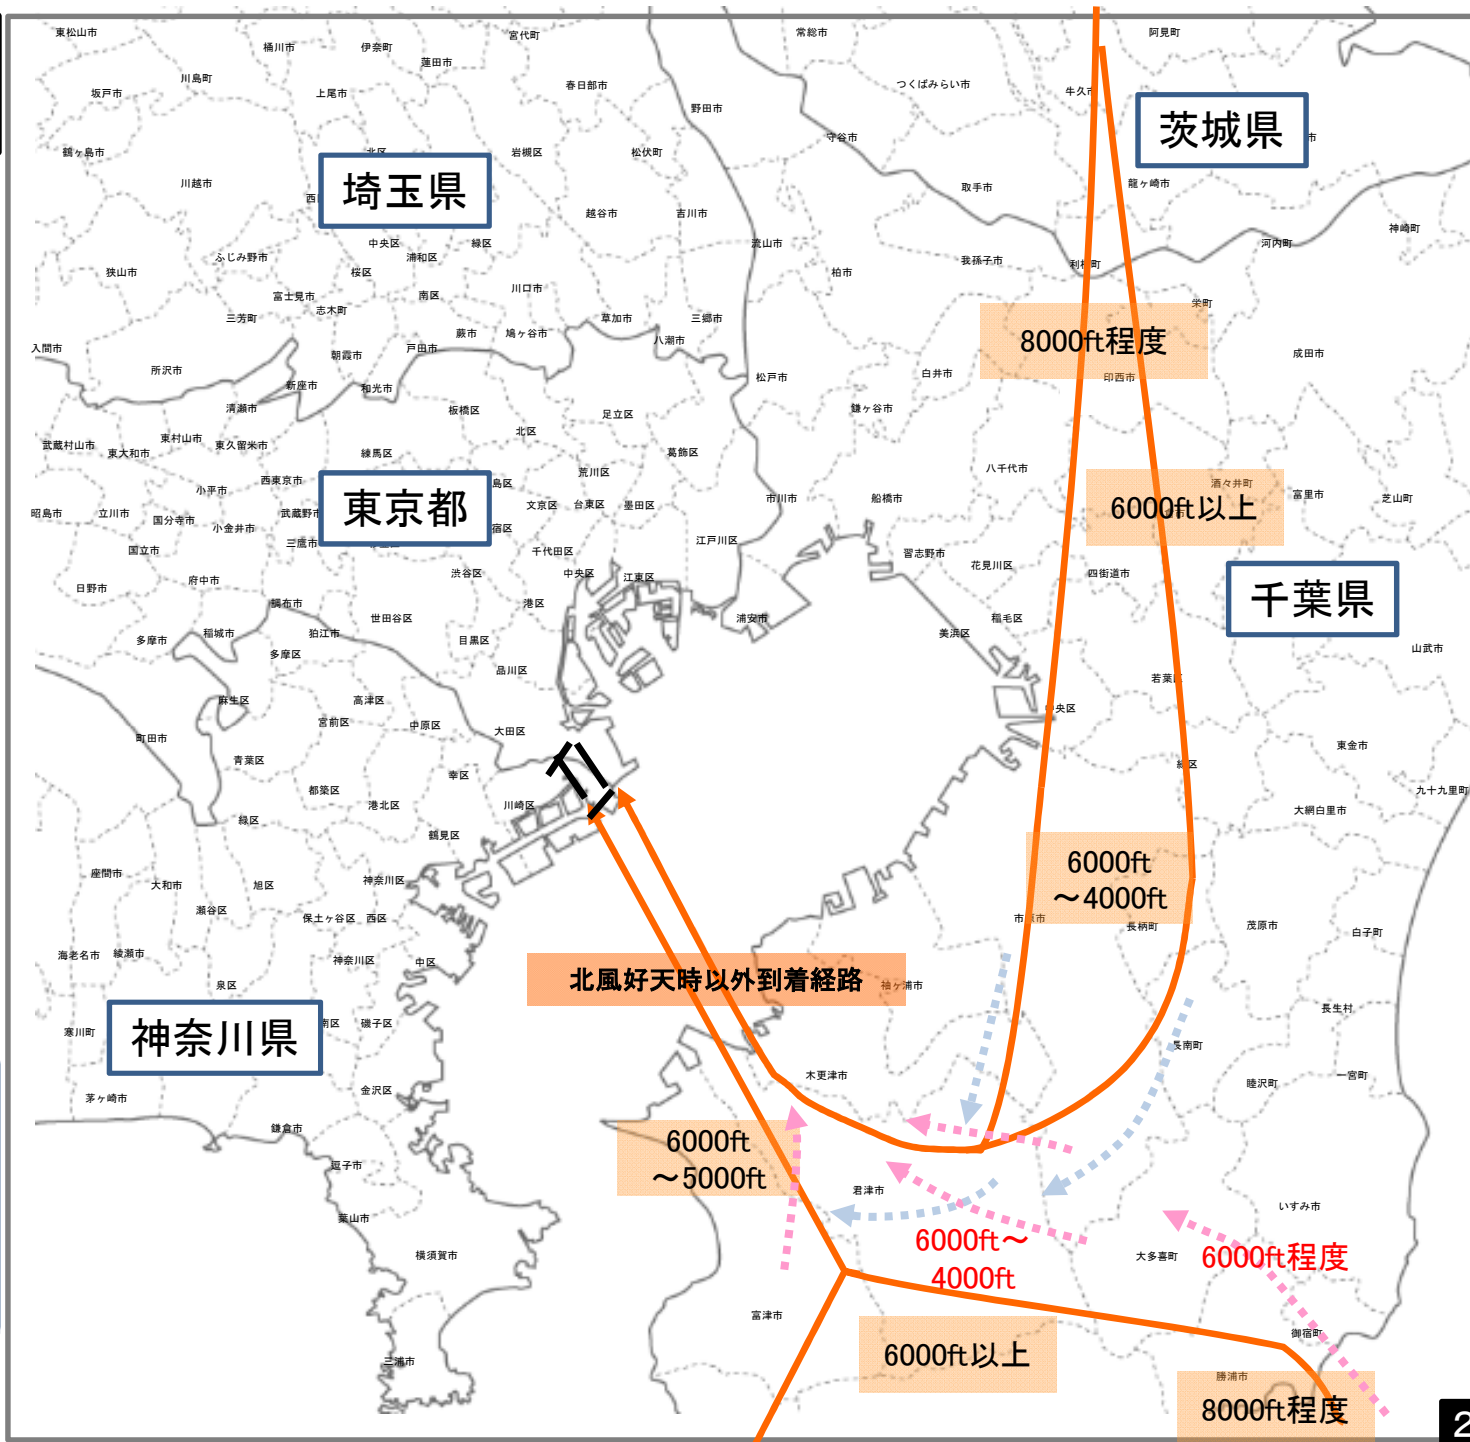 東松山市
桶川市
伊奈町
宮代町
常総市
阿見町
川島町
蓮田市
坂戸市
上尾市
春日部市
野田市
つくばみらい市
牛久市
茨城県
市
鶴ヶ島市
北区
岩槻区
松伏町
守谷市
川越市
埼玉県
越谷市
吉川市
取手市
龍ヶ崎市
ふじみ野市
中央区
浦和区
緑区
流山市
河内町
神崎町
狭山市
桜区
柏市
我孫子市
利根町
富士見市
志木町
南区
川口市
栄町
三芳町
蕨市
鳩ヶ谷市
草加市
三郷市
8000ft程度
入間市
朝霞市
戸田市
八潮市
成田市
所沢市
新座市
和光市
松戸市
白井市
印西市
清瀬市
板橋区
足立区
鎌ヶ谷市
武蔵村山市
東大和市
東村山市
東久留米市
練馬区
北区
葛飾区
荒川区
八千代市
小平市
西東京市
東京都
島区
文京区
台東区
墨田区
市川市
船橋市
6000ft以上
酒々井町
富里市
芝山町
昭島市
立川市
国分寺市
小金井市
武蔵野市
宿区
国立市
三鷹市
千代田区
江戸川区
習志野市
日野市
府中市
渋谷区
中央区
江東区
花見川区
四街道市
千葉県
調布市
港区
多摩市
稲城市
狛江市
世田谷区
目黒区
浦安市
美浜区
稲毛区
山武市
多摩区
品川区
若葉区
麻生区
高津区
中央区
町田市
宮前区
中原区
大田区
東金市
青葉区
幸区
緑区
都築区
港北区
川崎区
九十九里町
大網白里市
緑区
鶴見区
6000ft
～4000ft
座間市
大和市
旭区
神奈川区
瀬谷区
保土ヶ谷区
西区
市原市
長柄町
茂原市
白子町
海老名市
綾瀬市
神奈川区
中区
北風好天時以外到着経路
袖ヶ浦市
泉区
長生村
寒川町
神奈川県
南区
磯子区
長南町
木更津市
睦沢町
一宮町
茅ヶ崎市
金沢区
鎌倉市
6000ft
～5000ft
逗子市
君津市
いすみ市
葉山市
横須賀市
6000ft～
4000ft
大多喜町
6000ft程度
富津市
御宿町
三浦市
6000ft以上
勝浦市
8000ft程度
2